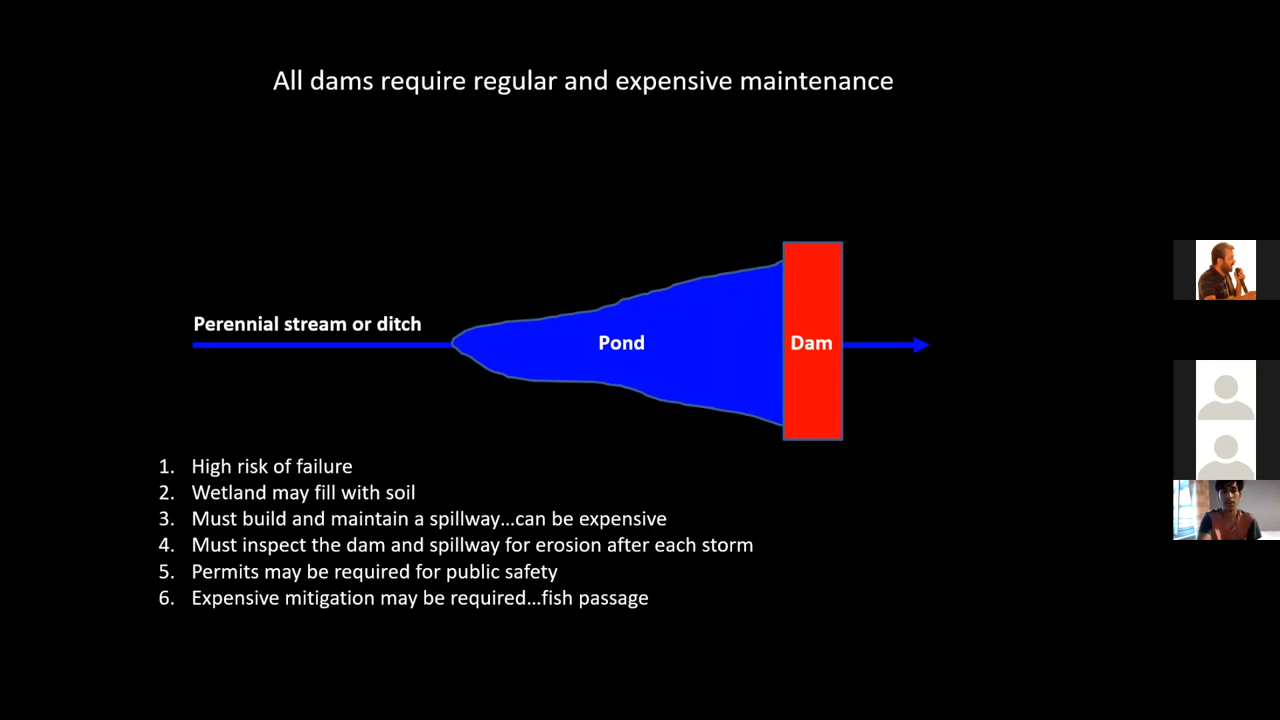 All dams require regular and expensive maintenance
Perennial stream or ditch
Pond
Dam
1. High risk of failure
2. Wetland may fill with soil
3. Must build and maintain a spillway...can be expensive
4. Must inspect the dam and spillway for erosion after each storm
5. Permits may be required for public safety
6. Expensive mitigation may be required...fish passage